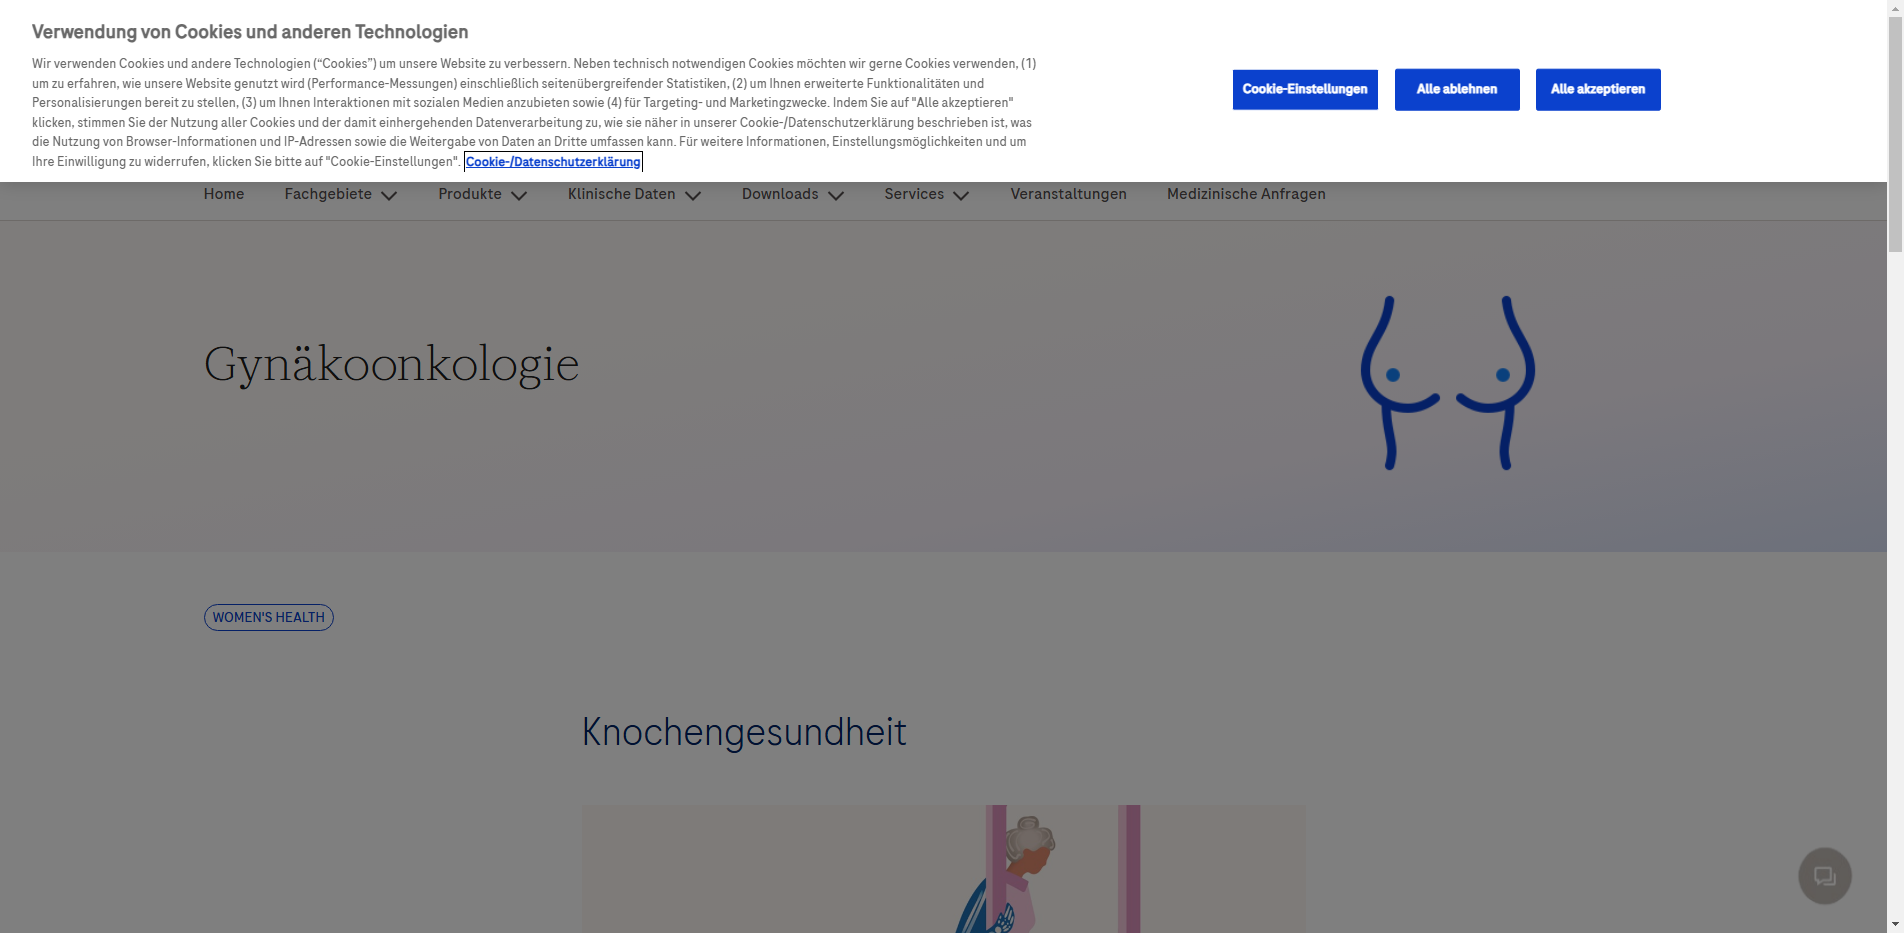 Verwendung von Cookies und anderen Technologien
Wir verwenden Cookies und andere Technologien (“Cookies”) um unsere Website zu verbessern. Neben technisch notwendigen Cookies möchten wir gerne Cookies verwenden, (1)
um zu erfahren, wie unsere Website genutzt wird (Performance-Messungen) einschließlich seitenübergreifender Statistiken, (2) um Ihnen erweiterte Funktionalitäten und
Personalisierungen bereit zu stellen, (3) um Ihnen Interaktionen mit sozialen Medien anzubieten sowie (4) für Targeting- und Marketingzwecke. Indem Sie auf "Alle akzeptieren"
klicken, stimmen Sie der Nutzung aller Cookies und der damit einhergehenden Datenverarbeitung zu, wie sie näher in unserer Cookie-/Datenschutzerklärung beschrieben ist, was
die Nutzung von Browser-Informationen und IP-Adressen sowie die Weitergabe von Daten an Dritte umfassen kann. Für weitere Informationen, Einstellungsmöglichkeiten und um
Ihre Einwilligung zu widerrufen, klicken Sie bitte auf "Cookie-Einstellungen". Cookie-/Datenschutzerklärung
Cookie-Einstellungen
Alle ablehnen
Alle akzeptieren
Home Fachgebiete Produkte Klinische Daten Downloads Services Veranstaltungen Medizinische Anfragen
Gynäkoonkologie
WOMEN'S HEALTH
Knochengesundheit